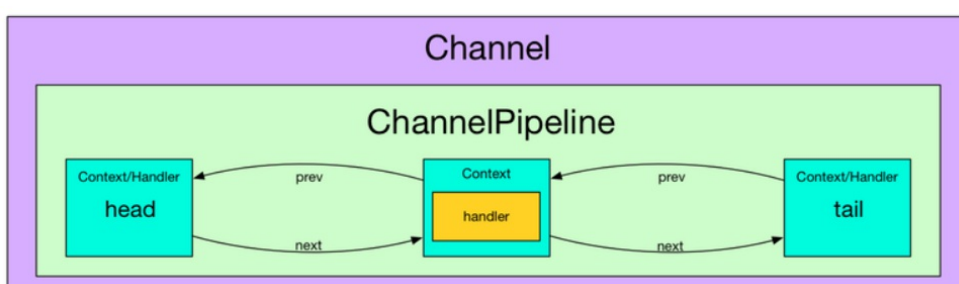 Channel
ChannelPipeline
Context/Handler
head
prev
next
Context
handler
prev
next
Context/Handler
tail